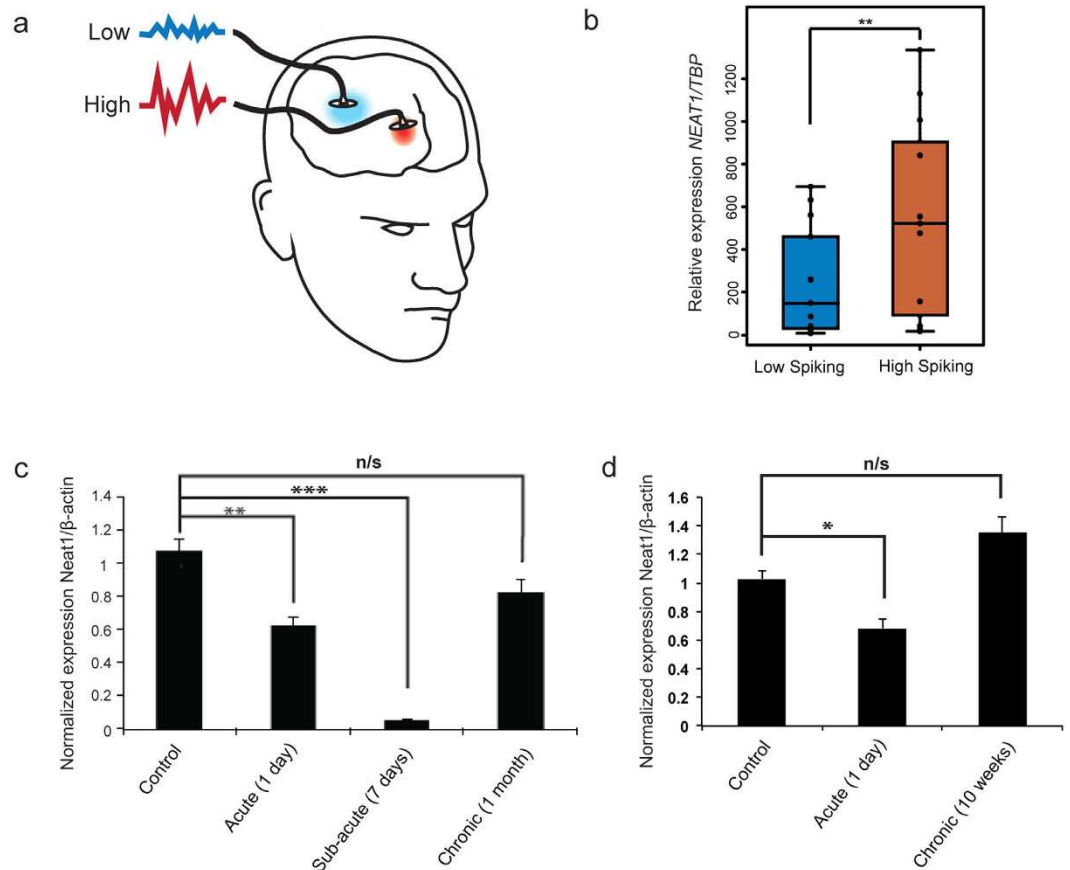 a
Low
High
b
**
Relative expression NEAT1/TBP
1200
1000
800
600
400
200
0
Low Spiking
High Spiking
c
n/s
***
**
Normalized expression Neat1/β-actin
1.4
1.2
1
0.8
0.6
0.4
0.2
0
Control
Acute (1 day)
Sub-acute (7 days)
Chronic (1 month)
d
n/s
*
Normalized expression Neat1/β-actin
1.6
1.4
1.2
1
0.8
0.6
0.4
0.2
0
Control
Acute (1 day)
Chronic (10 weeks)